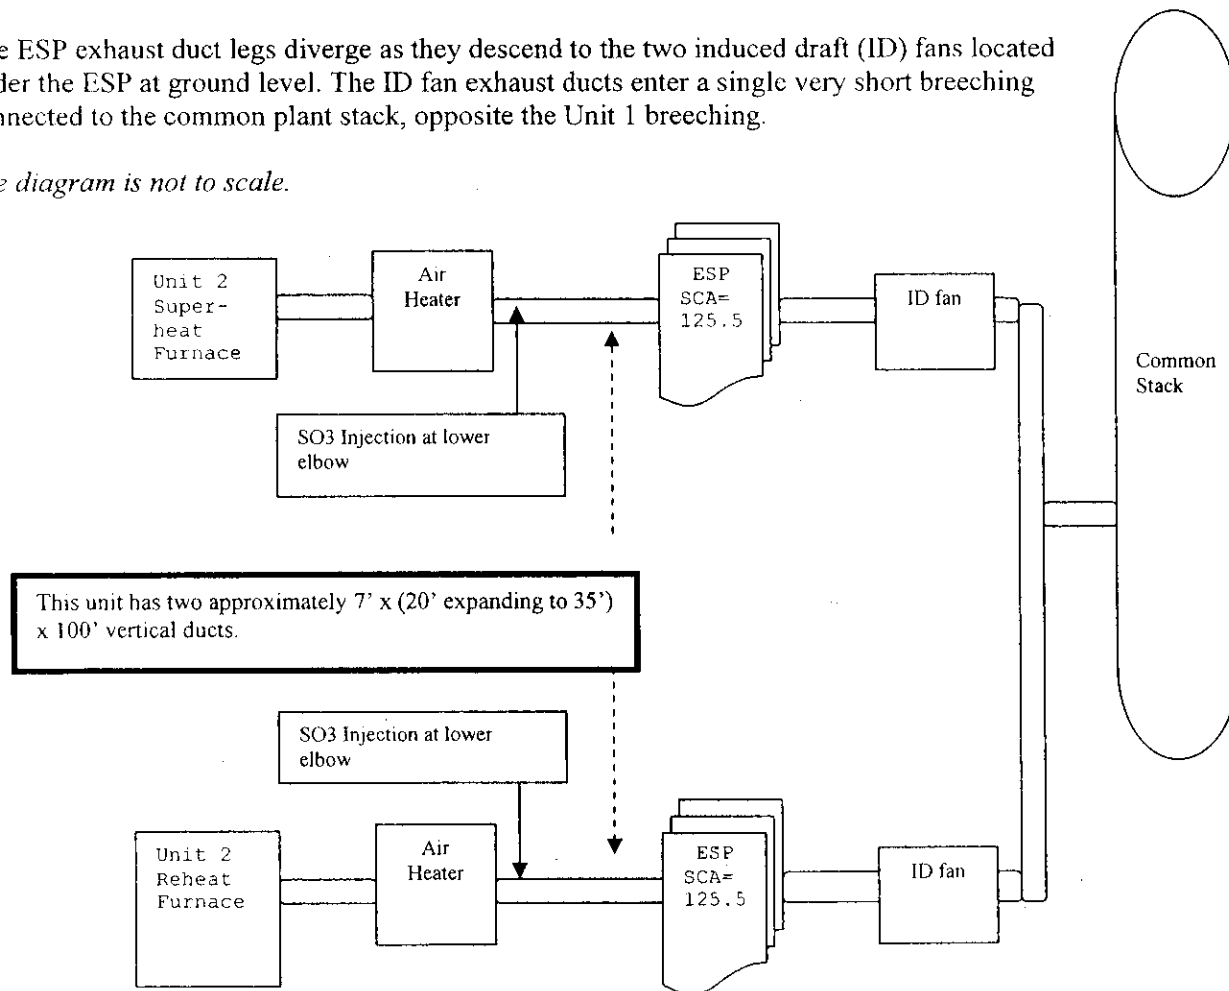 e ESP exhaust duct legs diverge as they descend to the two induced draft (ID) fans located
der the ESP at ground level. The ID fan exhaust ducts enter a single very short breeching
nnected to the common plant stack, opposite the Unit 1 breeching.
e diagram is not to scale.
Unit 2
Super-
heat
Furnace
Air
Heater
ESP
SCA=
125.5
ID fan
Common
Stack
SO3 Injection at lower
elbow
This unit has two approximately 7' x (20' expanding to 35')
x 100' vertical ducts.
SO3 Injection at lower
elbow
Unit 2
Reheat
Furnace
Air
Heater
ESP
SCA=
125.5
ID fan